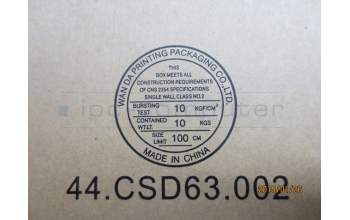 WAN DA PRINTING PACKAGING CO.,LTD.
THIS
BOX MEETS ALL
CONSTRUCTION REQUIREMENTS
OF CNS 2354 SPECIFICATIONS
SINGLE WALL CLASS NO.2
BURSTING TEST 10 KGF/CM²
CONTAINED WT.LT. 10 KGS
SIZE LIMIT 100 CM
MADE IN CHINA
44.CSD63.002